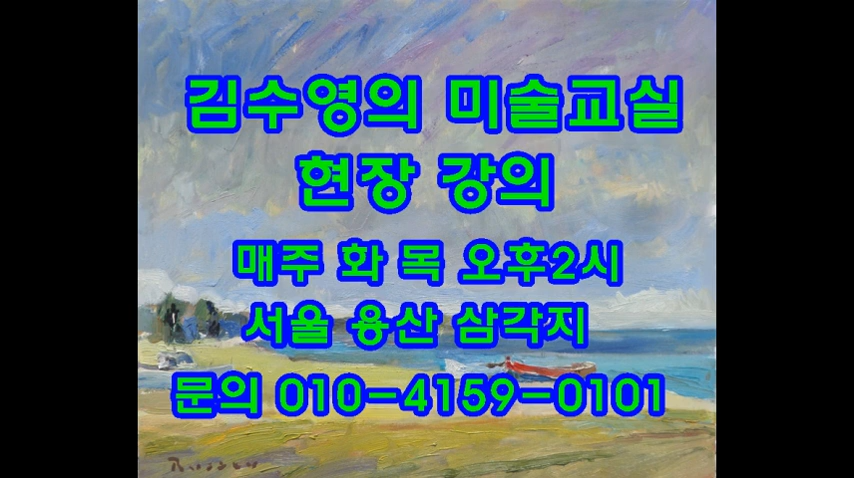 김수영의 미술교실
현장 강의
매주 화 목 오후2시
서울 용산 삼각지
문의 010-4159-0101